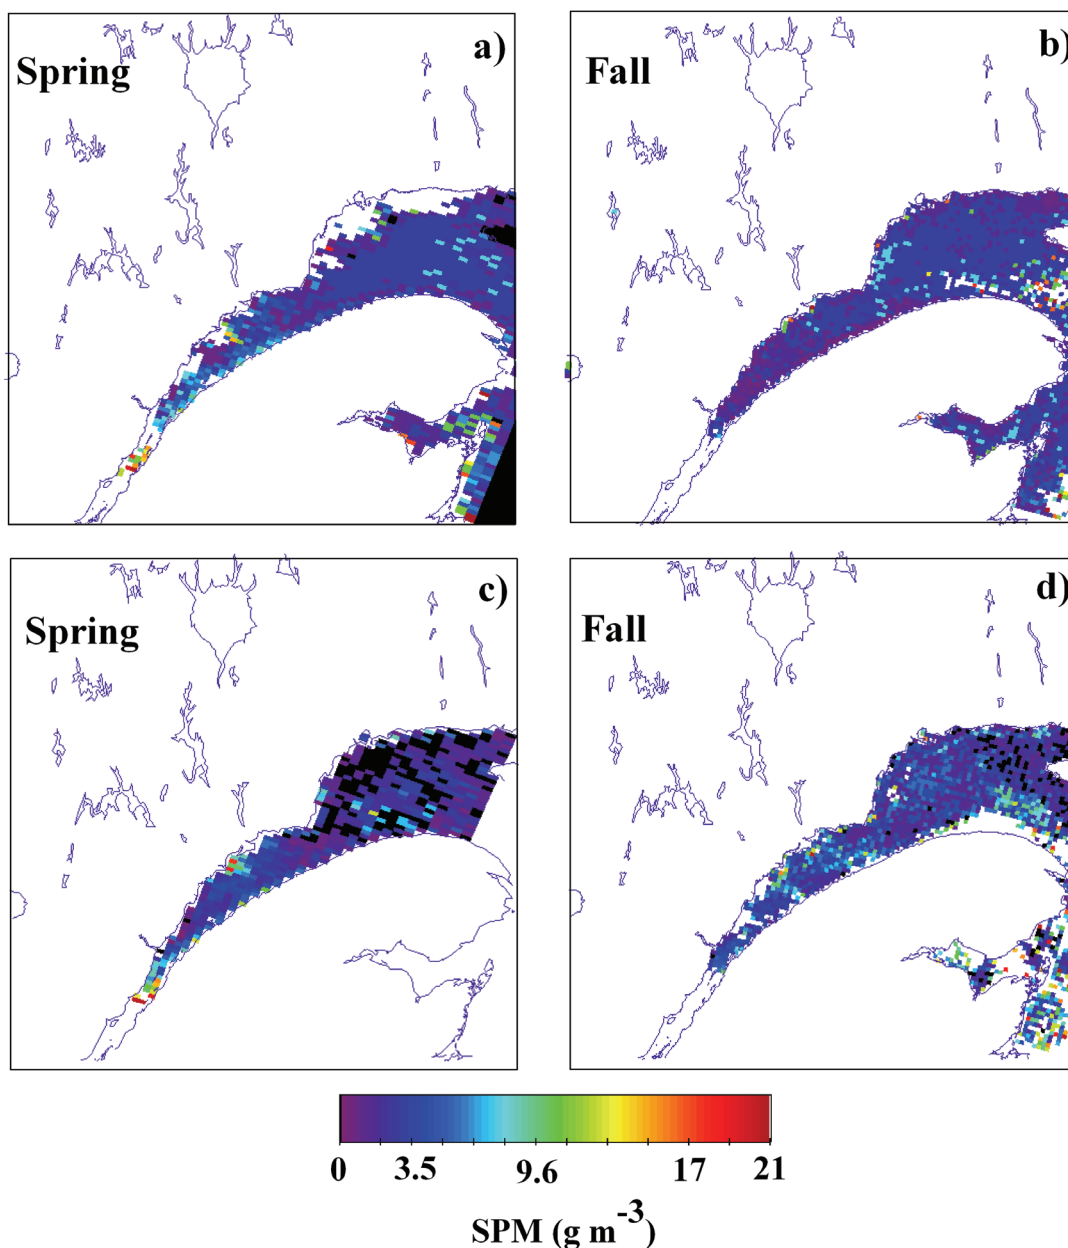 a)
Spring
b)
Fall
c)
Spring
d)
Fall
0 3.5 9.6 17 21
SPM (g m-3)